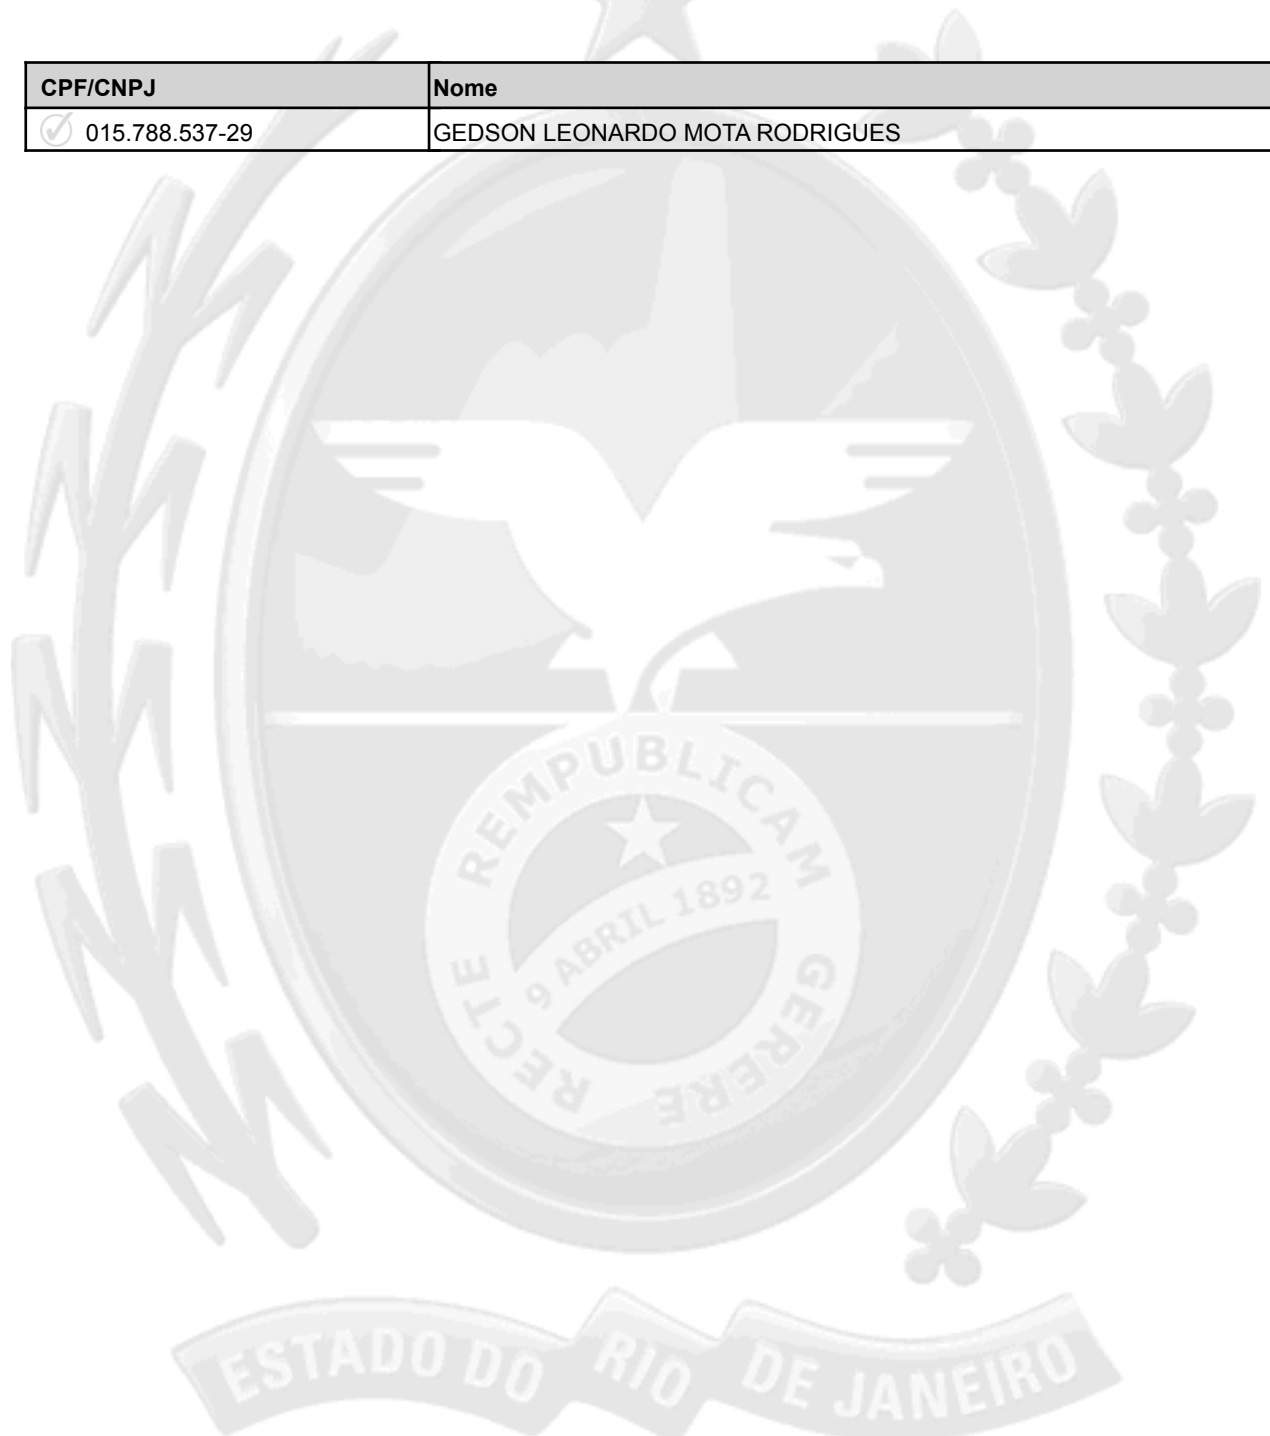 CPF/CNPJ Nome
015.788.537-29 GEDSON LEONARDO MOTA RODRIGUES
RECTE REMPUBLICAM GERERE
9 ABRIL 1892
ESTADO DO RIO DE JANEIRO